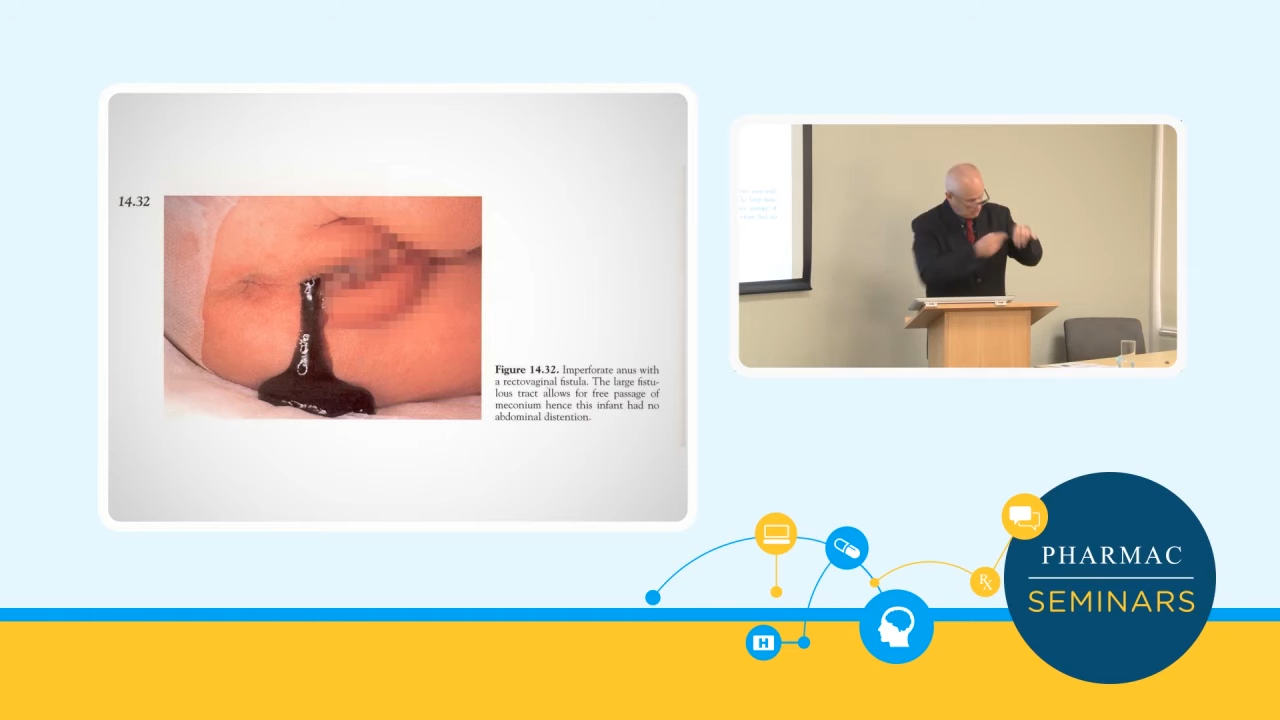 14.32
Figure 14.32. Imperforate anus with
a rectovaginal fistula. The large fistu-
lous tract allows for free passage of
meconium hence this infant had no
abdominal distention.
H
Rx
PHARMAC
SEMINARS